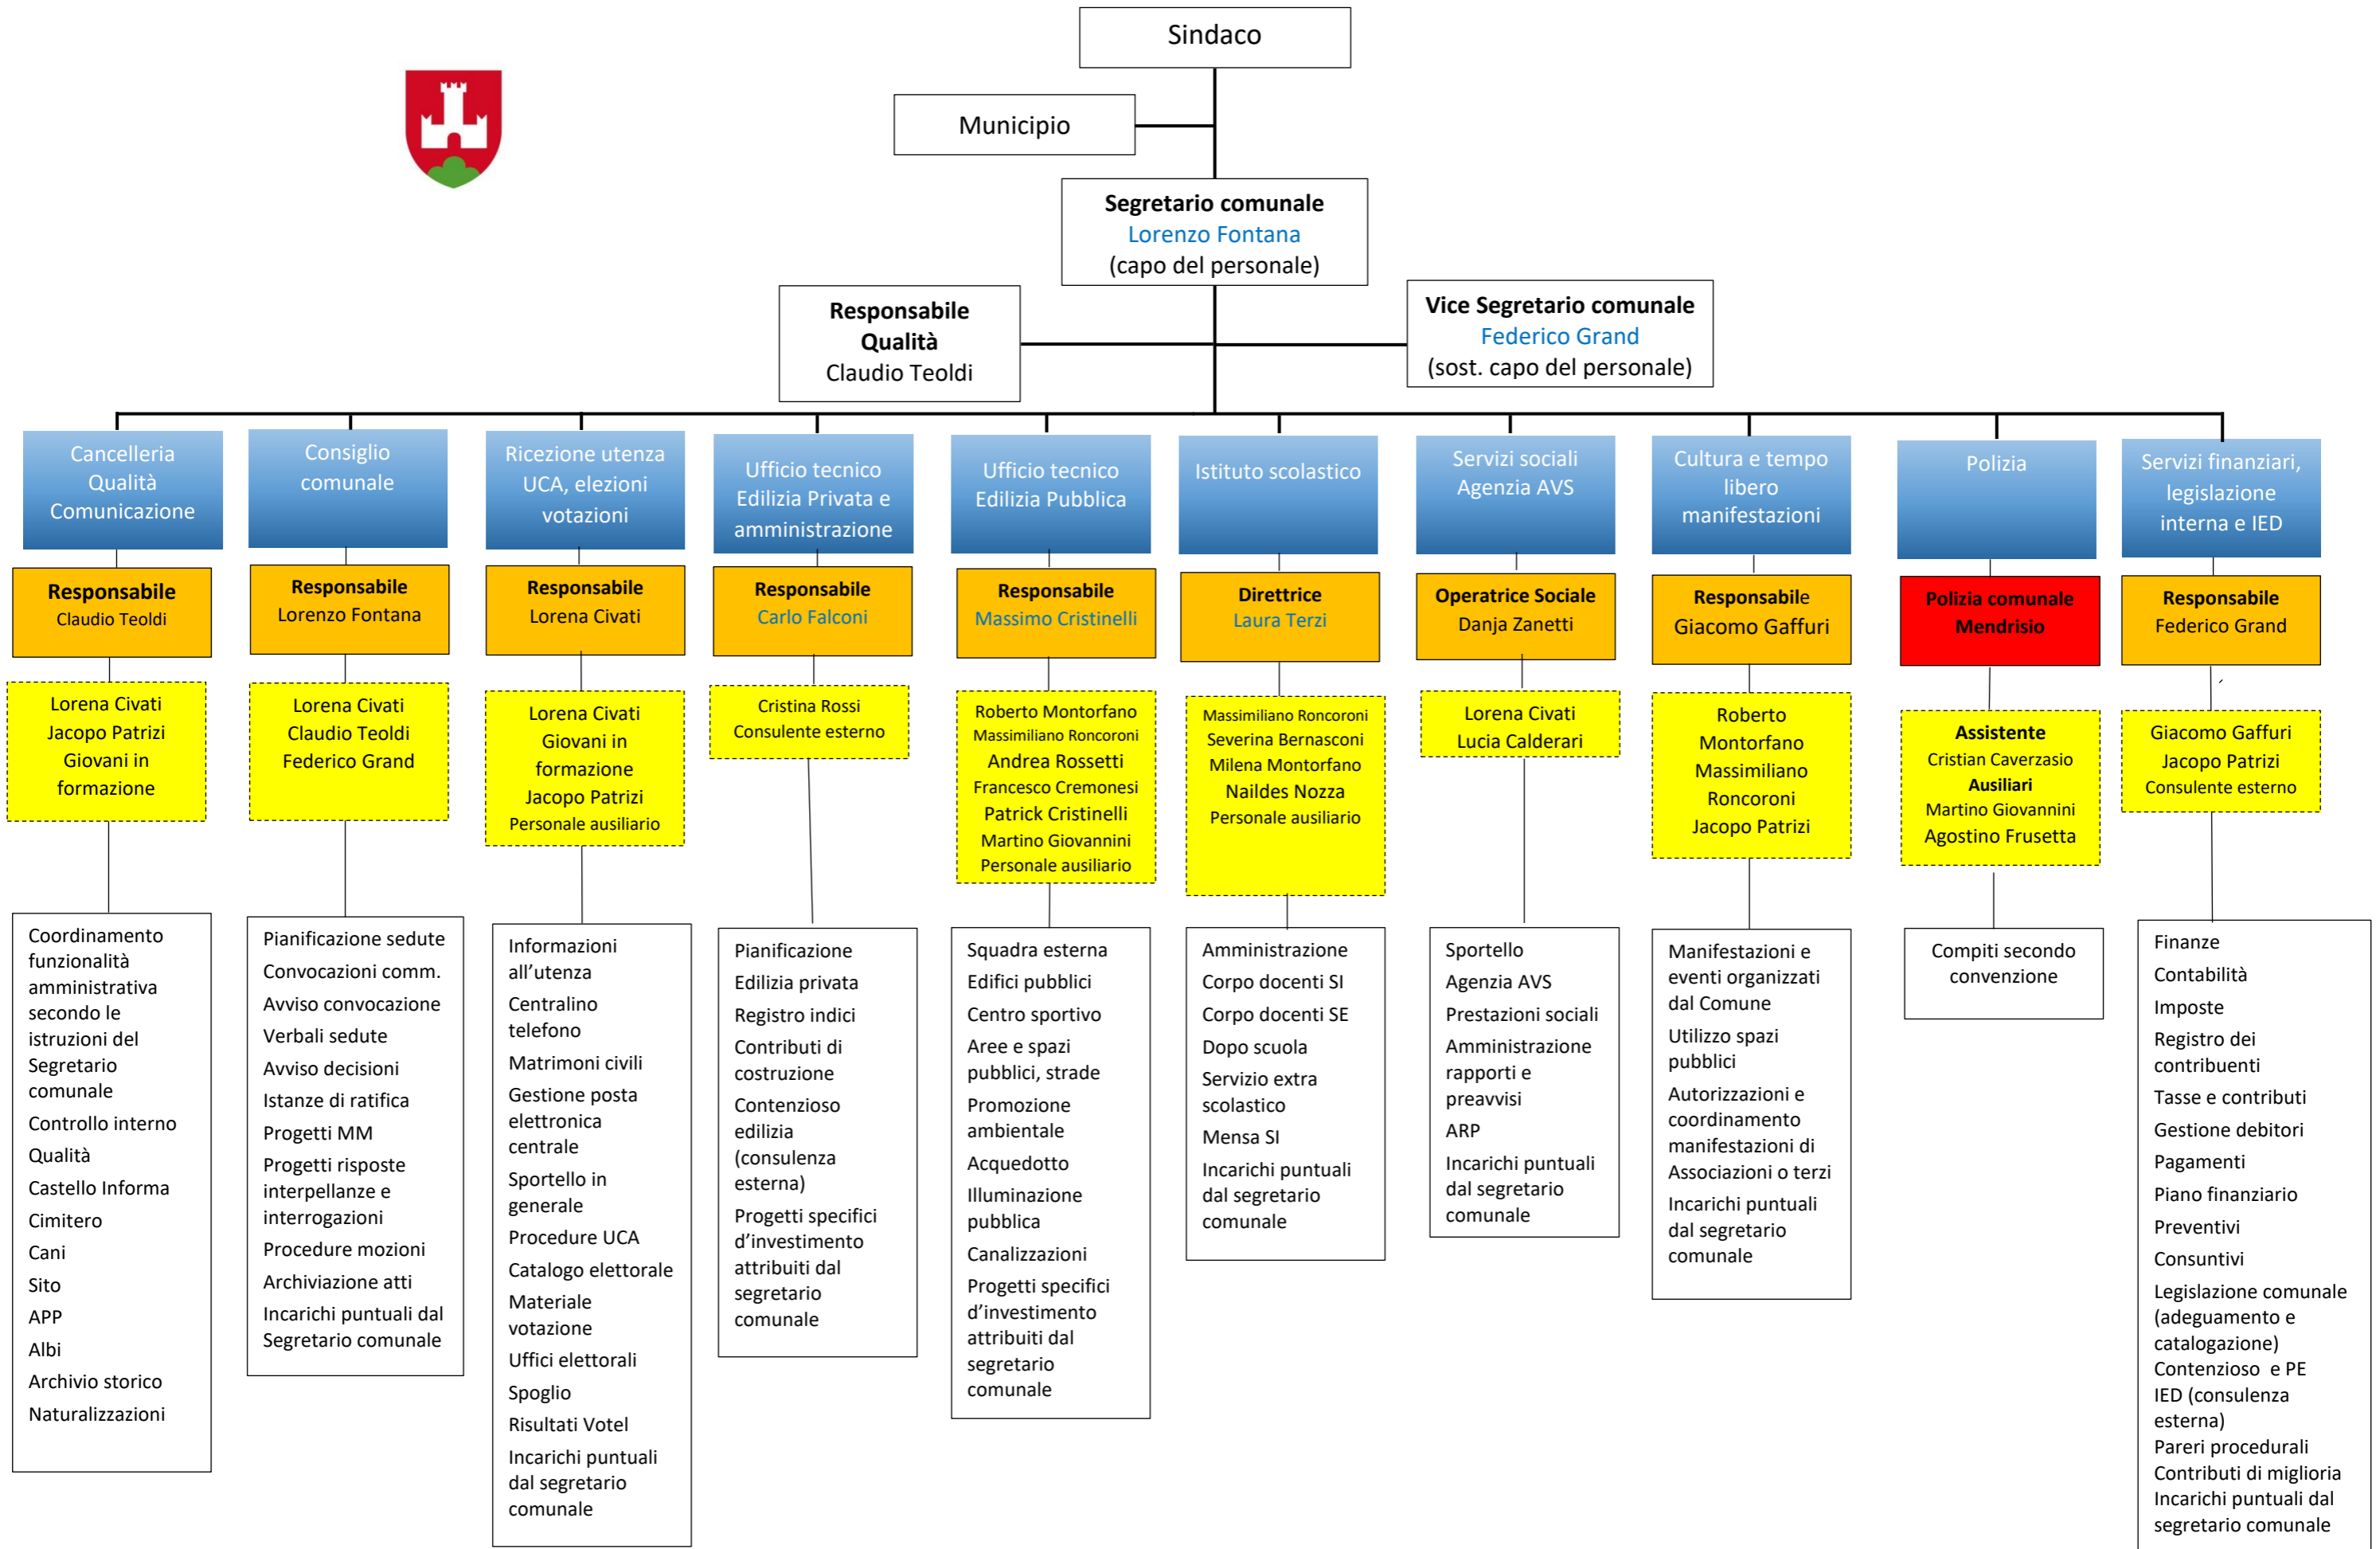 Sindaco
Municipio
Segretario comunale
Lorenzo Fontana
(capo del personale)
Responsabile
Qualità
Claudio Teoldi
Vice Segretario comunale
Federico Grand
(sost. capo del personale)
Cancelleria
Qualità
Comunicazione
Responsabile
Claudio Teoldi
Lorena Civati
Jacopo Patrizi
Giovani in
formazione
Coordinamento
funzionalità
amministrativa
secondo le
istruzioni del
Segretario
comunale
Controllo interno
Qualità
Castello Informa
Cimitero
Cani
Sito
APP
Albi
Archivio storico
Naturalizzazioni
Consiglio
comunale
Responsabile
Lorenzo Fontana
Lorena Civati
Claudio Teoldi
Federico Grand
Pianificazione sedute
Convocazioni comm.
Avviso convocazione
Verbali sedute
Avviso decisioni
Istanze di ratifica
Progetti MM
Progetti risposte
interpellanze e
interrogazioni
Procedure mozioni
Archiviazione atti
Incarichi puntuali dal
Segretario comunale
Ricezione utenza
UCA, elezioni
votazioni
Responsabile
Lorena Civati
Lorena Civati
Giovani in
formazione
Jacopo Patrizi
Personale ausiliario
Informazioni
all'utenza
Centralino
telefono
Matrimoni civili
Gestione posta
elettronica
centrale
Sportello in
generale
Procedure UCA
Catalogo elettorale
Materiale
votazione
Uffici elettorali
Spoglio
Risultati Votel
Incarichi puntuali
dal segretario
comunale
Ufficio tecnico
Edilizia Privata e
amministrazione
Responsabile
Carlo Falconi
Cristina Rossi
Consulente esterno
Pianificazione
Edilizia privata
Registro indici
Contributi di
costruzione
Contenzioso
edilizia
(consulenza
esterna)
Progetti specifici
d'investimento
attribuiti dal
segretario
comunale
Ufficio tecnico
Edilizia Pubblica
Responsabile
Massimo Cristinelli
Roberto Montorfano
Massimiliano Roncoroni
Andrea Rossetti
Francesco Cremonesi
Patrick Cristinelli
Martino Giovannini
Personale ausiliario
Squadra esterna
Edifici pubblici
Centro sportivo
Aree e spazi
pubblici, strade
Promozione
ambientale
Acquedotto
Illuminazione
pubblica
Canalizzazioni
Progetti specifici
d'investimento
attribuiti dal
segretario
comunale
Istituto scolastico
Direttrice
Laura Terzi
Massimiliano Roncoroni
Severina Bernasconi
Milena Montorfano
Naildes Nozza
Personale ausiliario
Amministrazione
Corpo docenti SI
Corpo docenti SE
Dopo scuola
Servizio extra
scolastico
Mensa SI
Incarichi puntuali
dal segretario
comunale
Servizi sociali
Agenzia AVS
Operatrice Sociale
Danja Zanetti
Lorena Civati
Lucia Calderari
Sportello
Agenzia AVS
Prestazioni sociali
Amministrazione
rapporti e
preavvisi
ARP
Incarichi puntuali
dal segretario
comunale
Cultura e tempo
libero
manifestazioni
Responsabile
Giacomo Gaffuri
Roberto
Montorfano
Massimiliano
Roncoroni
Jacopo Patrizi
Manifestazioni e
eventi organizzati
dal Comune
Utilizzo spazi
pubblici
Autorizzazioni e
coordinamento
manifestazioni di
Associazioni o terzi
Incarichi puntuali
dal segretario
comunale
Polizia
Polizia comunale
Mendrisio
Assistente
Cristian Caverzasio
Ausiliari
Martino Giovannini
Agostino Frusetta
Compiti secondo
convenzione
Servizi finanziari,
legislazione
interna e IED
Responsabile
Federico Grand
Giacomo Gaffuri
Jacopo Patrizi
Consulente esterno
Finanze
Contabilità
Imposte
Registro dei
contribuenti
Tasse e contributi
Gestione debitori
Pagamenti
Piano finanziario
Preventivi
Consuntivi
Legislazione comunale
(adeguamento e
catalogazione)
Contenzioso e PE
IED (consulenza
esterna)
Pareri procedurali
Contributi di miglioria
Incarichi puntuali dal
segretario comunale